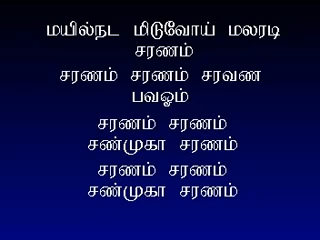 மயில்நட மிடுவோய் மலரடி
சரணம்
சரணம் சரணம் சரவண
பவஓம்
சரணம் சரணம்
சண்முகா சரணம்
சரணம் சரணம்
சண்முகா சரணம்